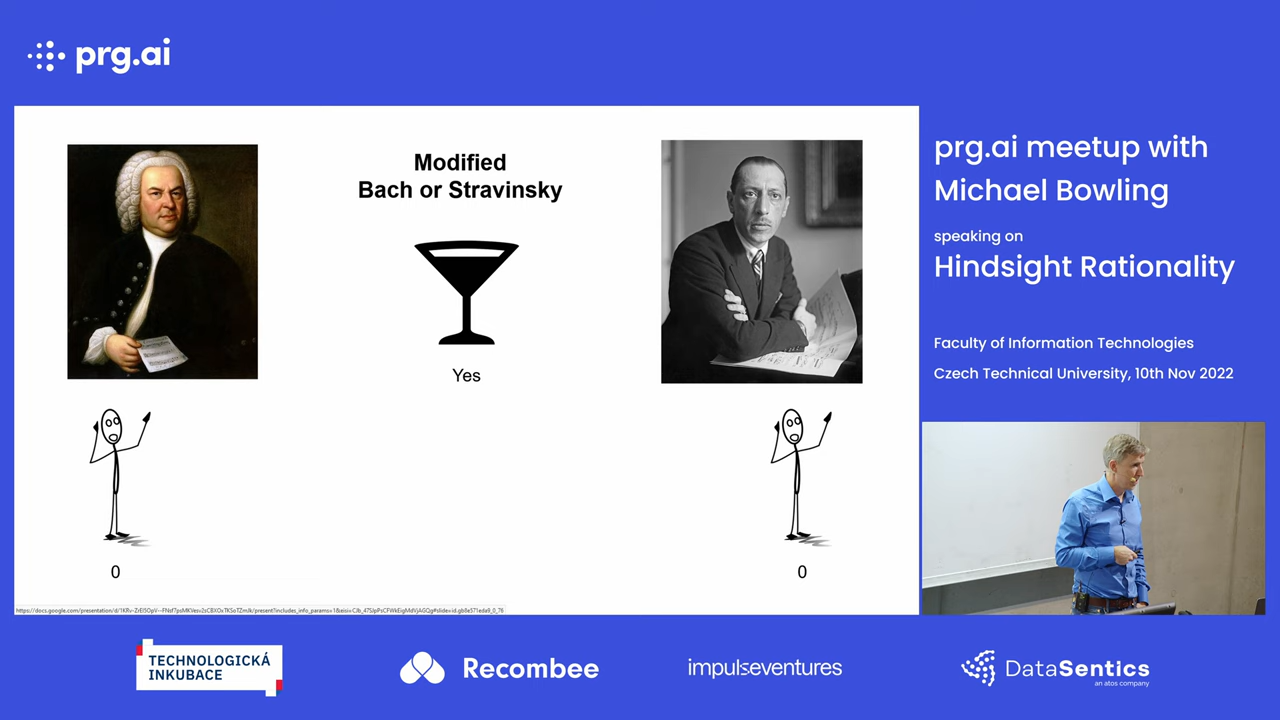 prg.ai
Modified
Bach or Stravinsky
Yes
0
0
prg.ai meetup with
Michael Bowling
speaking on
Hindsight Rationality
Faculty of Information Technologies
Czech Technical University, 10th Nov 2022
TECHNOLOGICKÁ
INKUBACE
Recombee
impulseventures
DataSentics
an atos company